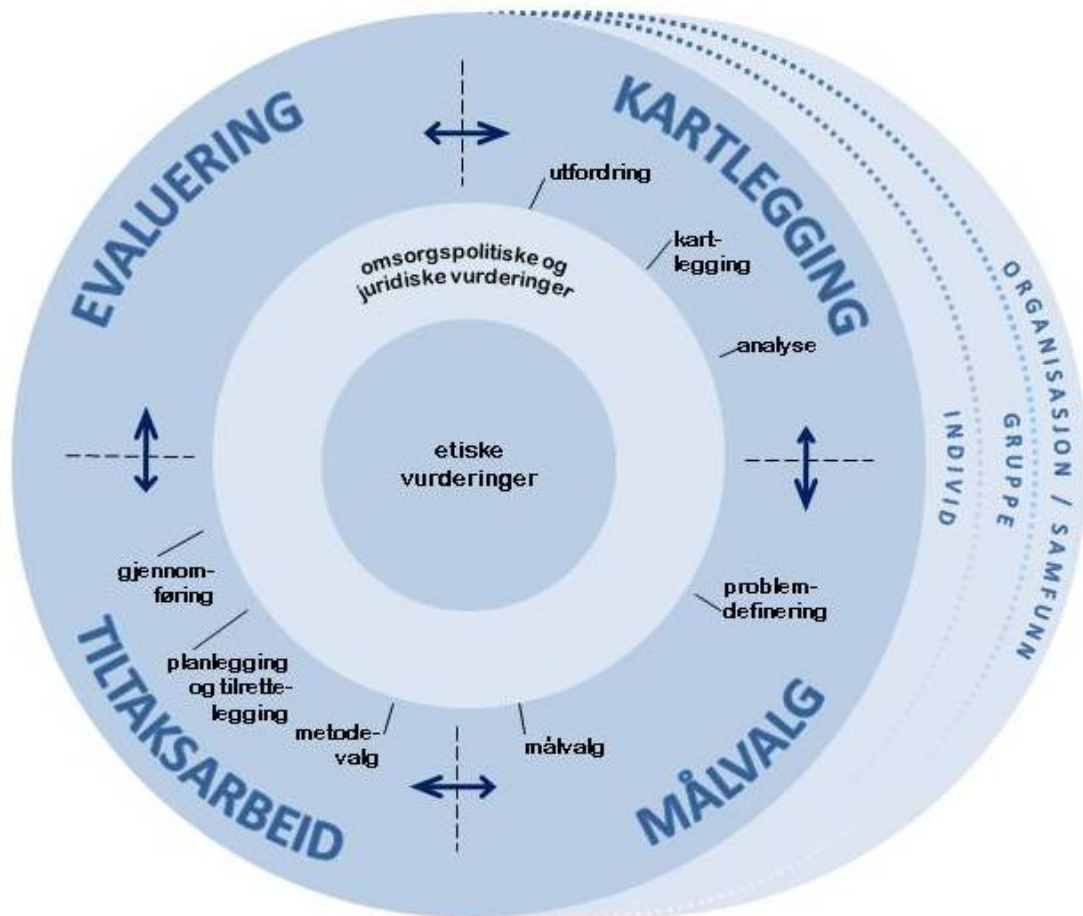 EVALUERING
KARTLEGGING
utfordring
kart-
legging
analyse
omsorgspolitiske og
juridiske vurderinger
etiske
vurderinger
INDIVID
GRUPPE
ORGANISASJON / SAMFUNN
problem-
definering
MÅLVALG
målvalg
metode-
valg
planlegging
og tilrette-
legging
gjennom-
føring
TILTAKSARBEID